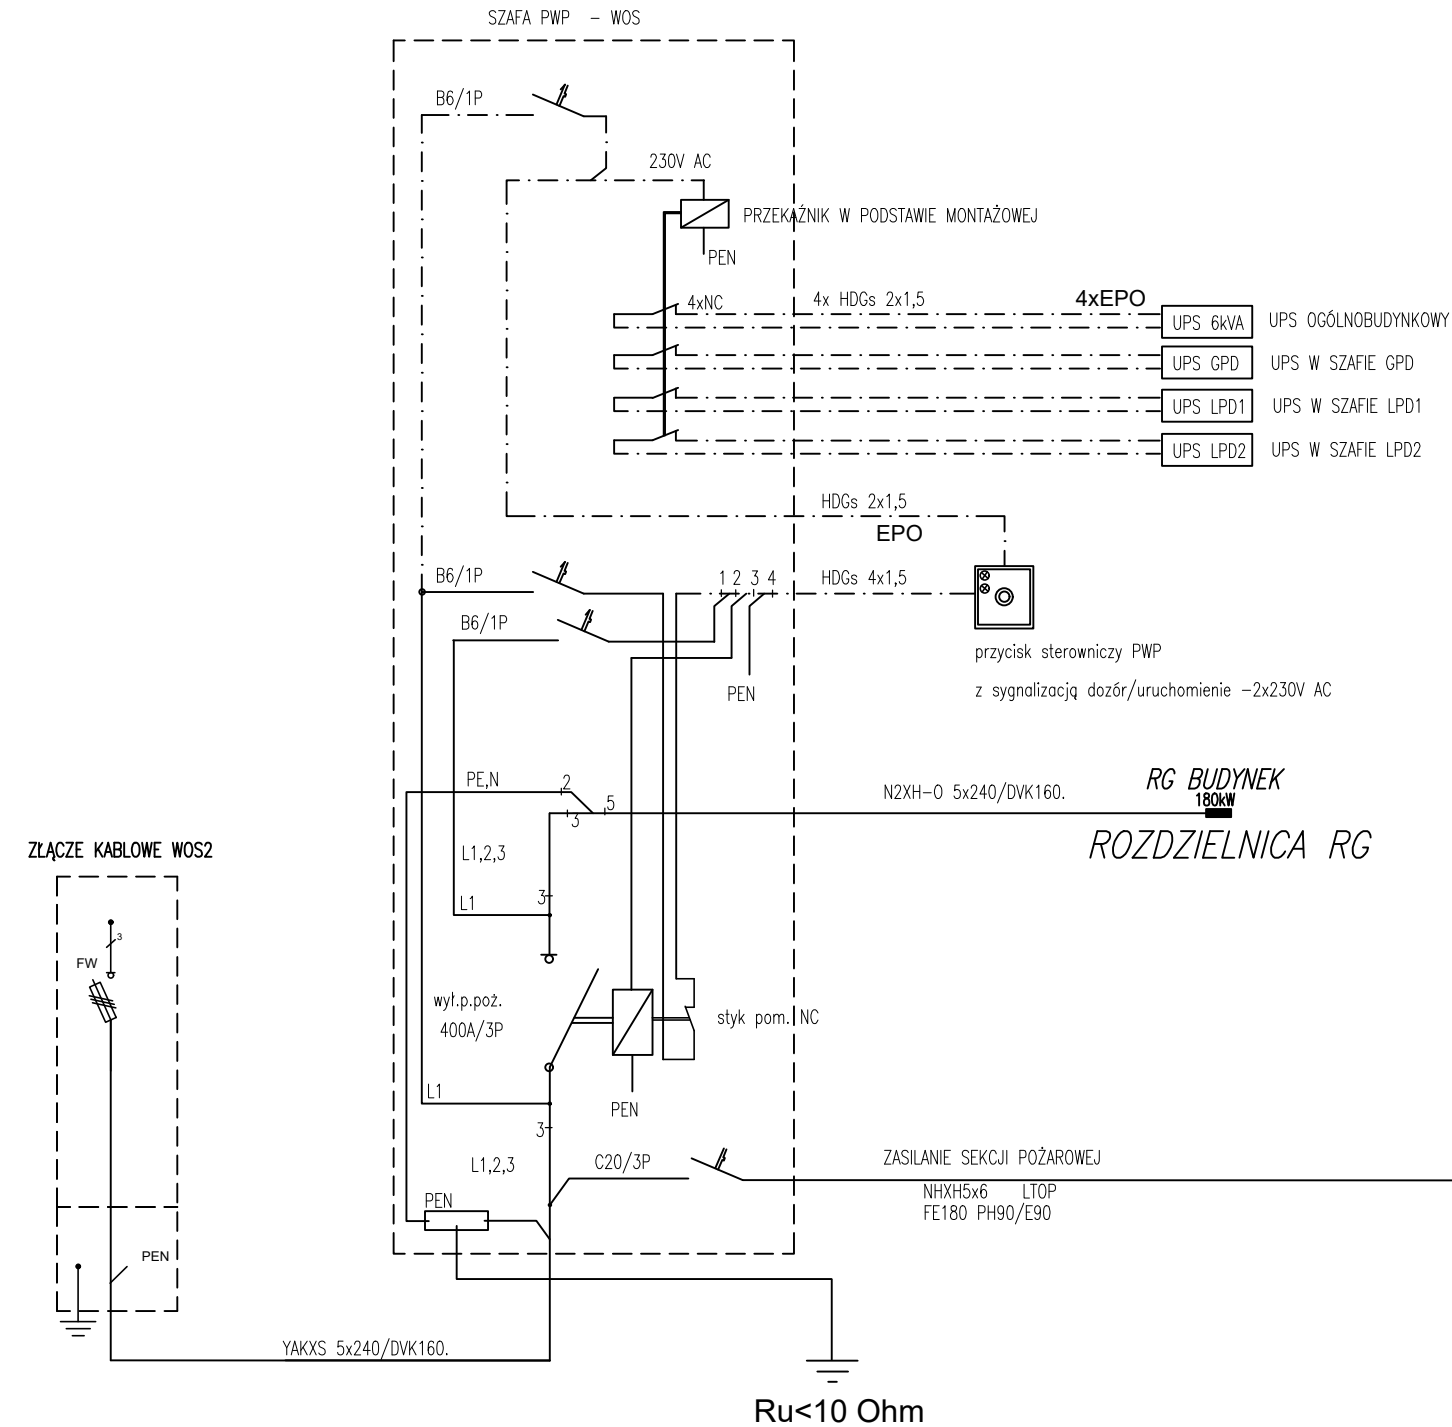 SZAFA PWP - WOS
B6/1P
230V AC
PRZEKAŹNIK W PODSTAWIE MONTAŻOWEJ
PEN
4xNC
4x HDGs 2x1,5
4xEPO
UPS 6kVA
UPS OGÓLNOBUDYNKOWY
UPS GPD
UPS W SZAFIE GPD
UPS LPD1
UPS W SZAFIE LPD1
UPS LPD2
UPS W SZAFIE LPD2
HDGs 2x1,5
EPO
B6/1P
1 2 3 4
HDGs 4x1,5
B6/1P
przycisk sterowniczy PWP
z sygnalizacją dozór/uruchomienie -2x230V AC
PEN
PE,N
2
5
3
N2XH-O 5x240/DVK160.
RG BUDYNEK
180kW
ROZDZIELNICA RG
ZŁĄCZE KABLOWE WOS2
L1,2,3
3
L1
3
FW
wył.p.poż.
400A/3P
styk pom. NC
L1
PEN
3
L1,2,3
C20/3P
ZASILANIE SEKCJI POŻAROWEJ
NHXH5x6 LTOP
FE180 PH90/E90
PEN
PEN
YAKXS 5x240/DVK160.
Ru<10 Ohm